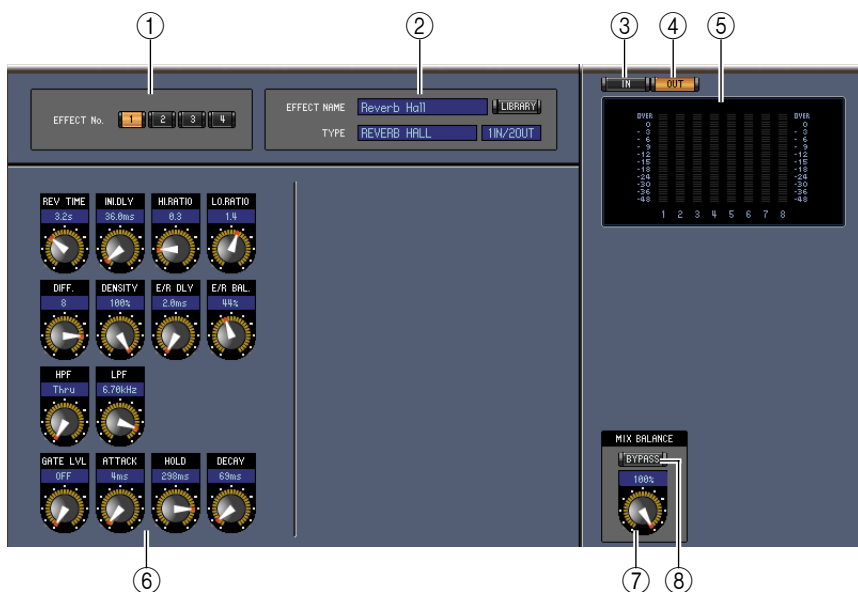 ① ② ③ ④ ⑤
IN OUT
EFFECT No. 1 2 3 4
EFFECT NAME Reverb Hall LIBRARY
TYPE REVERB HALL 1IN/2OUT
OVER OVER
0 0
- 3 - 3
- 6 - 6
- 9 - 9
-12 -12
-15 -15
-18 -18
-24 -24
-30 -30
-36 -36
-48 -48
1 2 3 4 5 6 7 8
REV TIME INI.DLY HI.RATIO LO.RATIO
3.2s 36.0ms 0.3 1.4
DIFF. DENSITY E/R DLY E/R BAL.
8 100% 2.0ms 44%
HPF LPF
Thru 6.70kHz
GATE LVL ATTACK HOLD DECAY
OFF 4ms 298ms 69ms
MIX BALANCE
BYPASS
100%
⑥ ⑦ ⑧